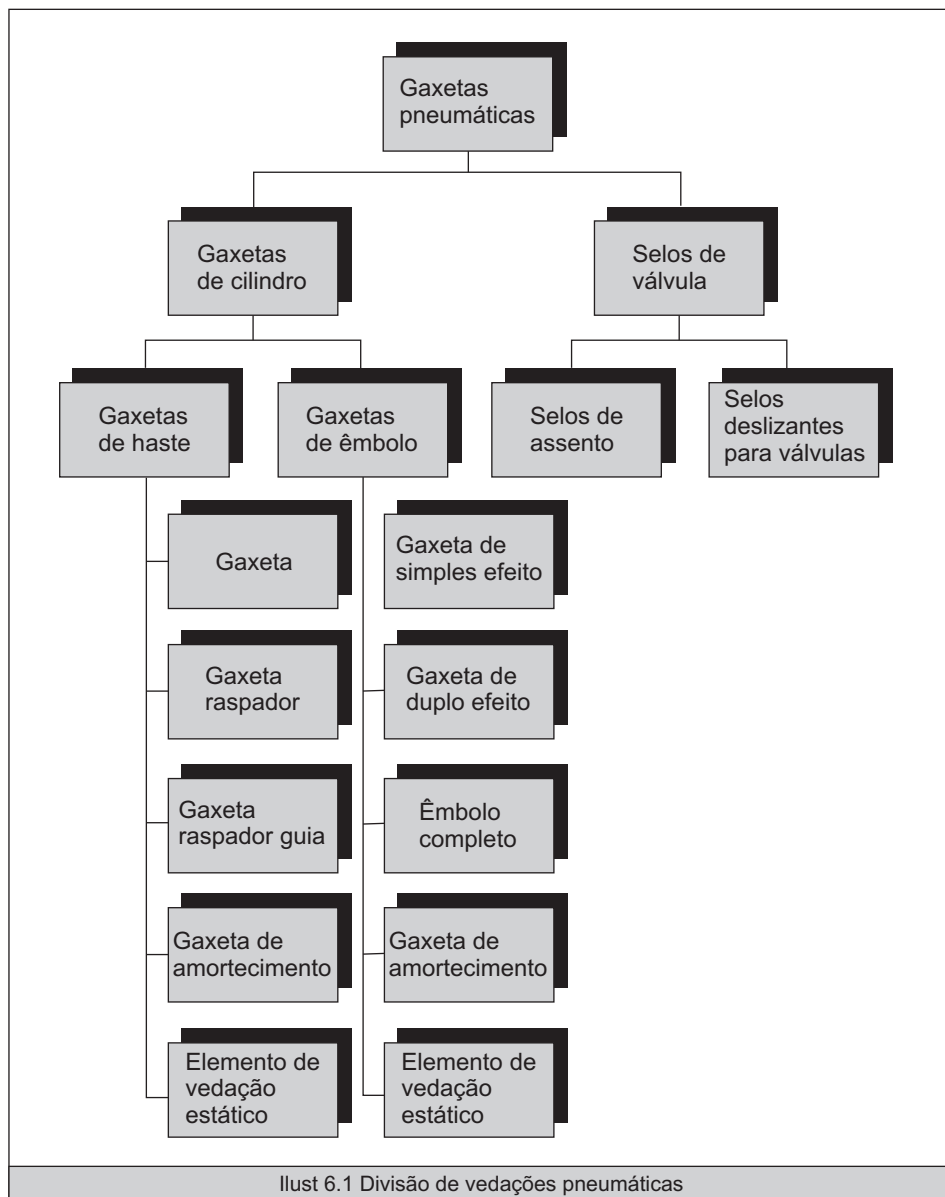 Gaxetas
pneumáticas
Gaxetas
de cilindro
Selos de
válvula
Gaxetas
de haste
Gaxetas
de êmbolo
Selos de
assento
Selos
deslizantes
para válvulas
Gaxeta
Gaxeta de
simples efeito
Gaxeta
raspador
Gaxeta de
duplo efeito
Gaxeta
raspador guia
Êmbolo
completo
Gaxeta de
amortecimento
Gaxeta de
amortecimento
Elemento de
vedação
estático
Elemento de
vedação
estático
Ilust 6.1 Divisão de vedações pneumáticas